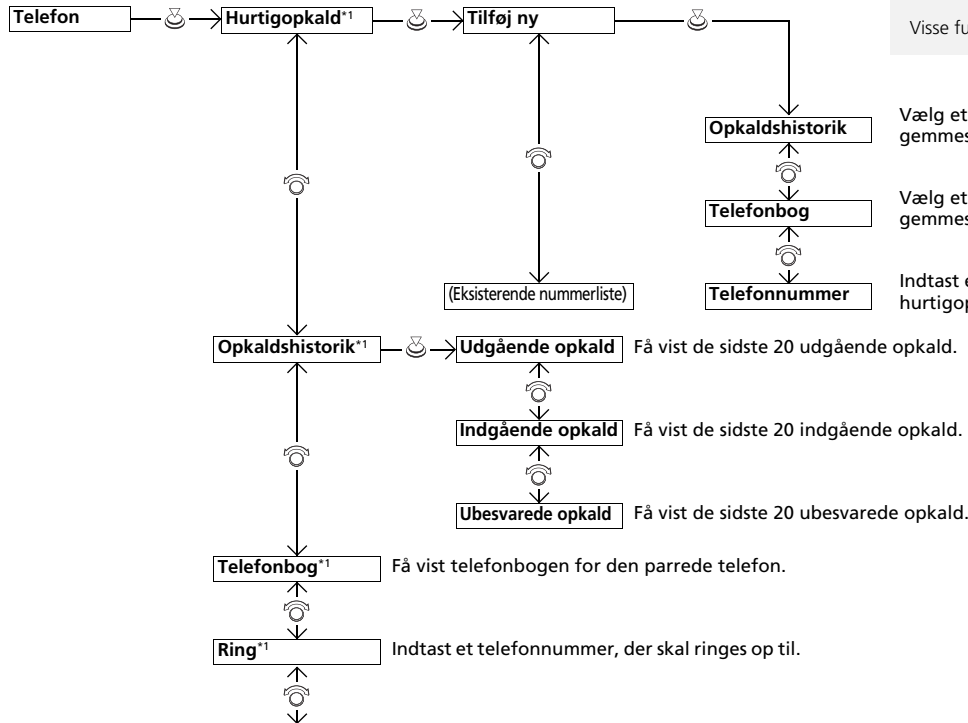 Telefon
Hurtigopkald*1
Tilføj ny
Visse
Opkaldshistorik
Vælg et
gemmes
Telefonbog
Vælg et
gemmes
(Eksisterende nummerliste)
Telefonnummer
Indtast
Opkaldshistorik*1
Udgående opkald
Få vist de sidste 20 udgående opkald.
Indgående opkald
Få vist de sidste 20 indgående opkald.
Ubesvarede opkald
Få vist de sidste 20 ubesvarede opkald.
Telefonbog*1
Få vist telefonbogen for den parrede telefon.
Ring*1
Indtast et telefonnummer, der skal ringes op til.